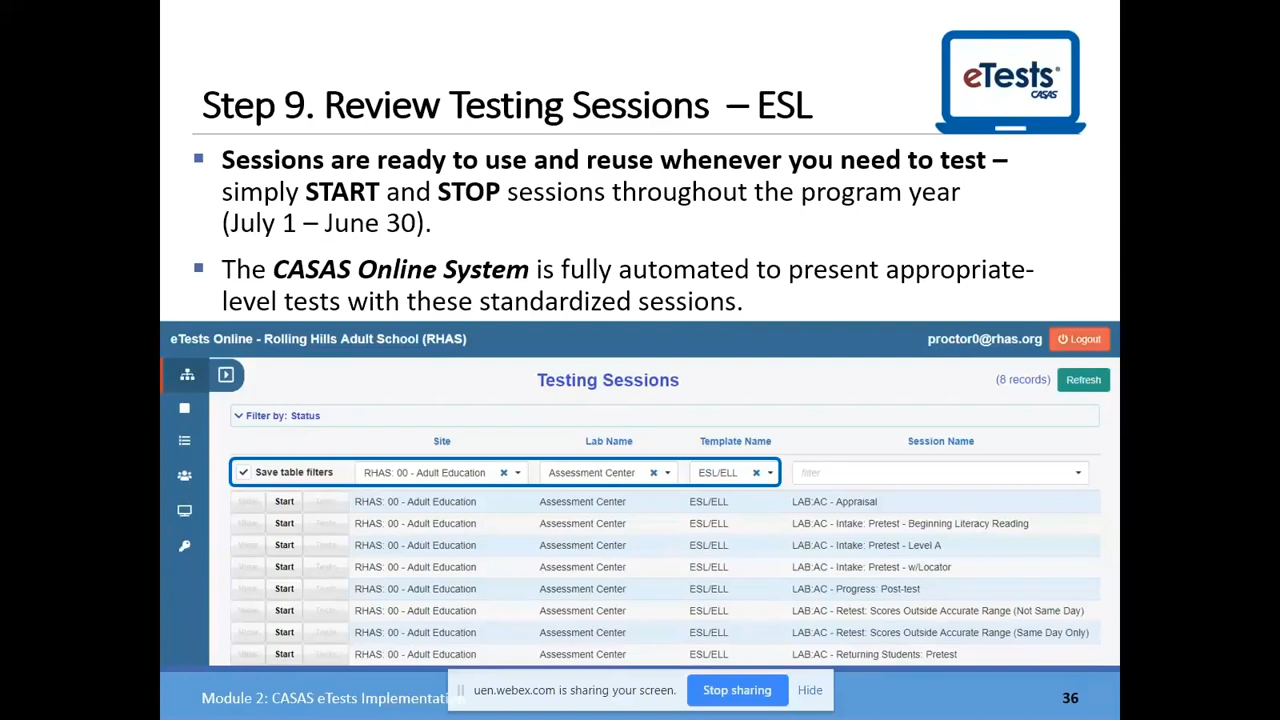 eTests®
CASAS
Step 9. Review Testing Sessions – ESL
Sessions are ready to use and reuse whenever you need to test –
simply START and STOP sessions throughout the program year
(July 1 – June 30).
The CASAS Online System is fully automated to present appropriate-
level tests with these standardized sessions.
eTests Online - Rolling Hills Adult School (RHAS) proctor0@rhas.org Logout
Testing Sessions (8 records) Refresh
Filter by: Status
Site Lab Name Template Name Session Name
Save table filters RHAS: 00 - Adult Education Assessment Center ESL/ELL filter
Start RHAS: 00 - Adult Education Assessment Center ESL/ELL LAB:AC - Appraisal
Start RHAS: 00 - Adult Education Assessment Center ESL/ELL LAB:AC - Intake: Pretest - Beginning Literacy Reading
Start RHAS: 00 - Adult Education Assessment Center ESL/ELL LAB:AC - Intake: Pretest - Level A
Start RHAS: 00 - Adult Education Assessment Center ESL/ELL LAB:AC - Intake: Pretest - w/Locator
Start RHAS: 00 - Adult Education Assessment Center ESL/ELL LAB:AC - Progress: Post-test
Start RHAS: 00 - Adult Education Assessment Center ESL/ELL LAB:AC - Retest: Scores Outside Accurate Range (Not Same Day)
Start RHAS: 00 - Adult Education Assessment Center ESL/ELL LAB:AC - Retest: Scores Outside Accurate Range (Same Day Only)
Start RHAS: 00 - Adult Education Assessment Center ESL/ELL LAB:AC - Returning Students: Pretest
Module 2: CASAS eTests Implementati
uen.webex.com is sharing your screen. Stop sharing Hide
36